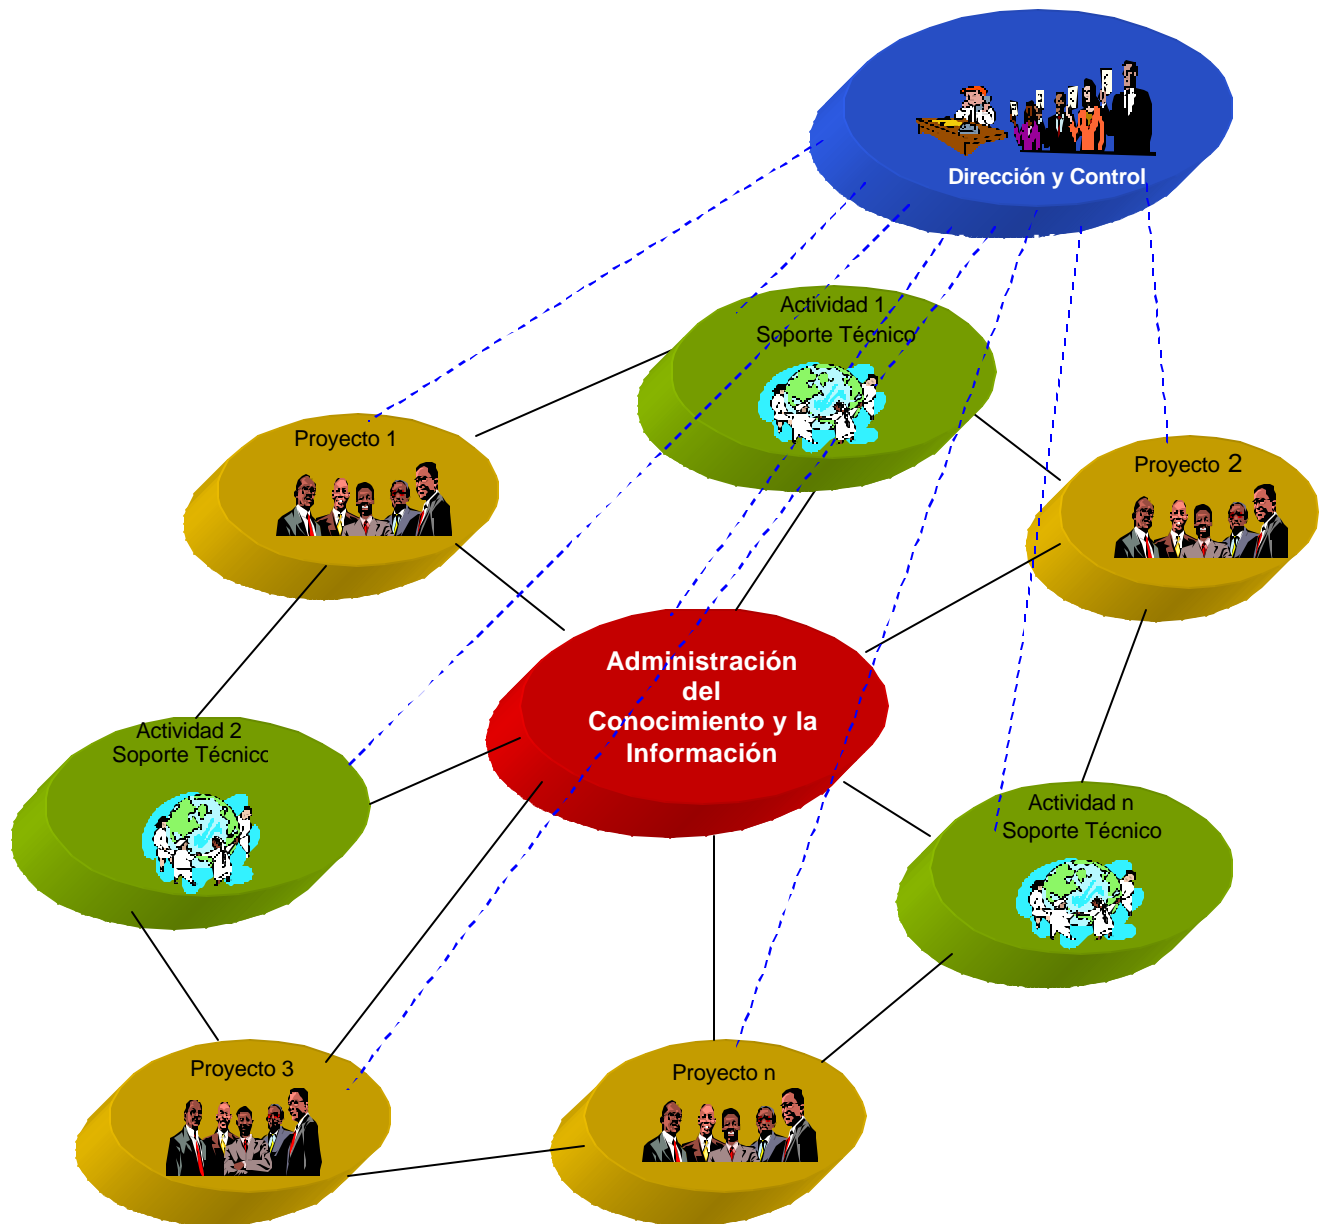 Dirección y Control
Actividad 1
Soporte Técnico
Proyecto 1
Proyecto 2
Administración
del
Conocimiento y la
Información
Actividad 2
Soporte Técnico
Actividad n
Soporte Técnico
Proyecto 3
Proyecto n